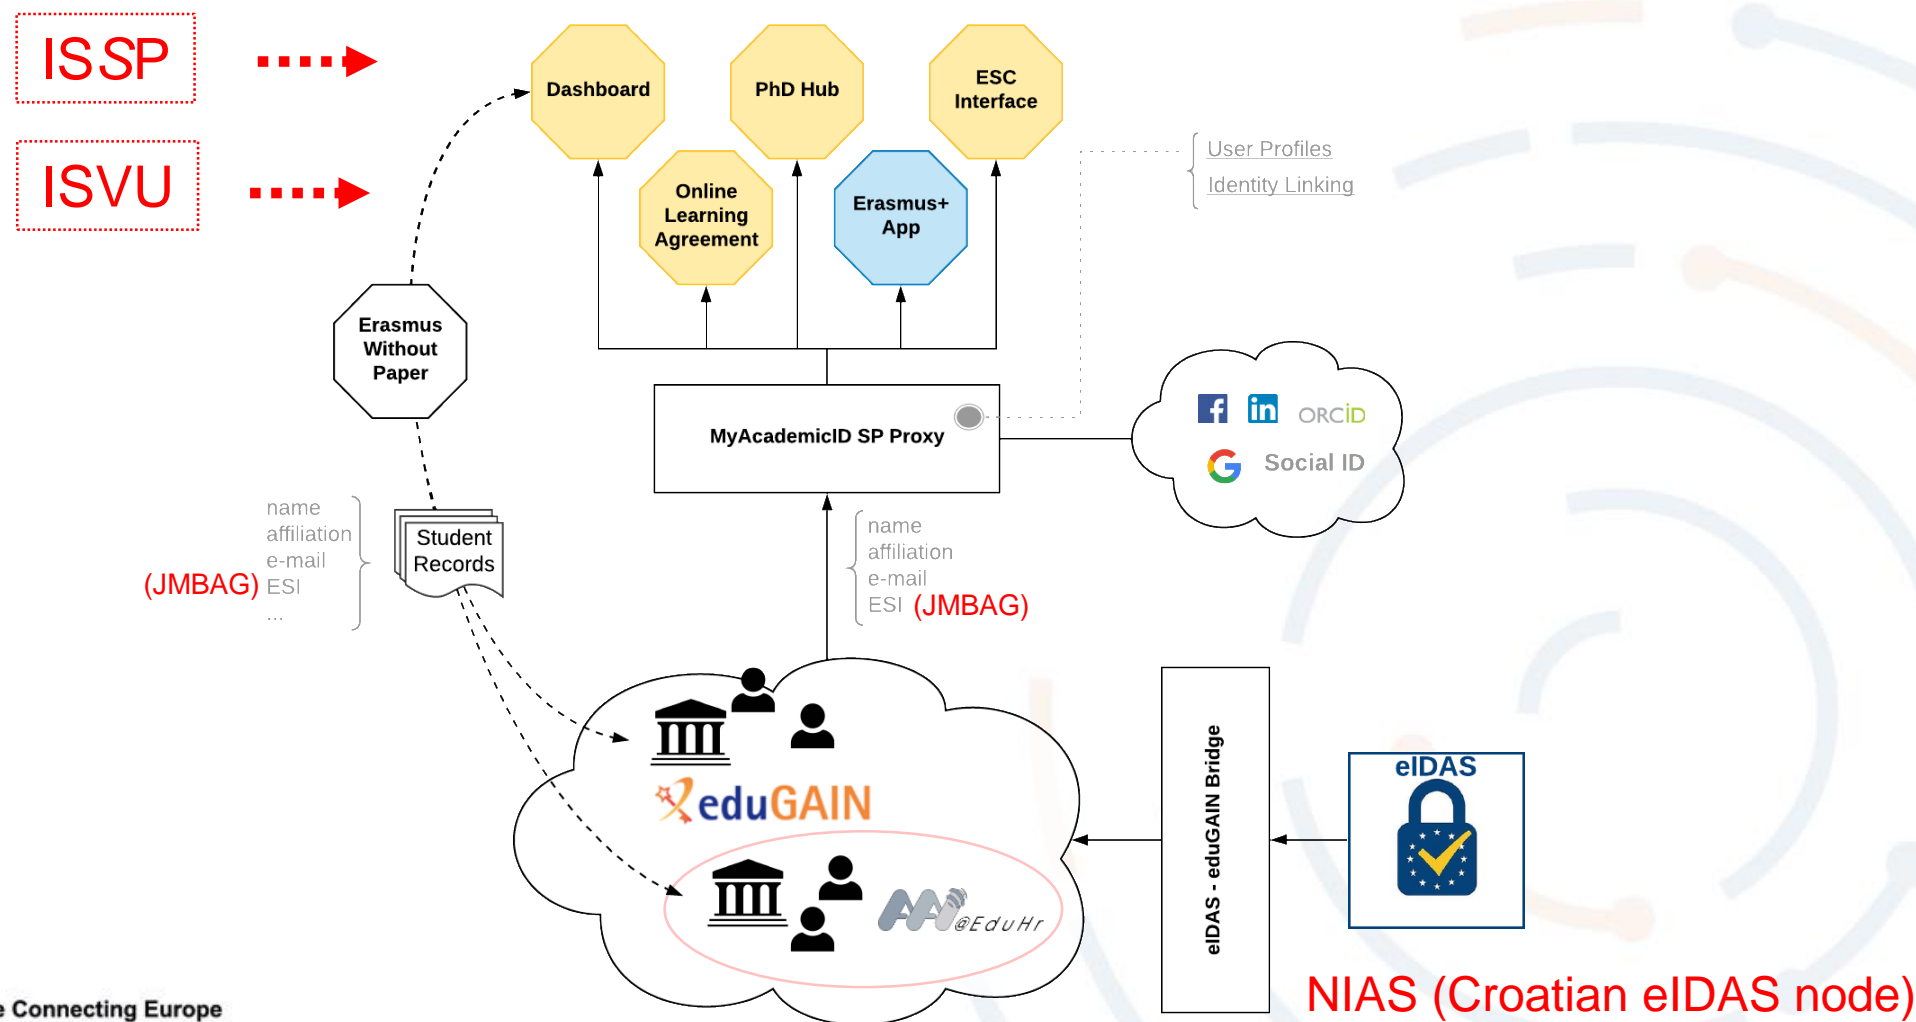 ISSP
ISVU
Dashboard
PhD Hub
ESC
Interface
Online
Learning
Agreement
Erasmus+
App
User Profiles
Identity Linking
Erasmus
Without
Paper
MyAcademicID SP Proxy
ORCiD
Social ID
name
affiliation
e-mail
(JMBAG) ESI
...
Student
Records
name
affiliation
e-mail
ESI (JMBAG)
eduGAIN
AAI@EduHr
eIDAS - eduGAIN Bridge
eIDAS
NIAS (Croatian eIDAS node)
e Connecting Europe